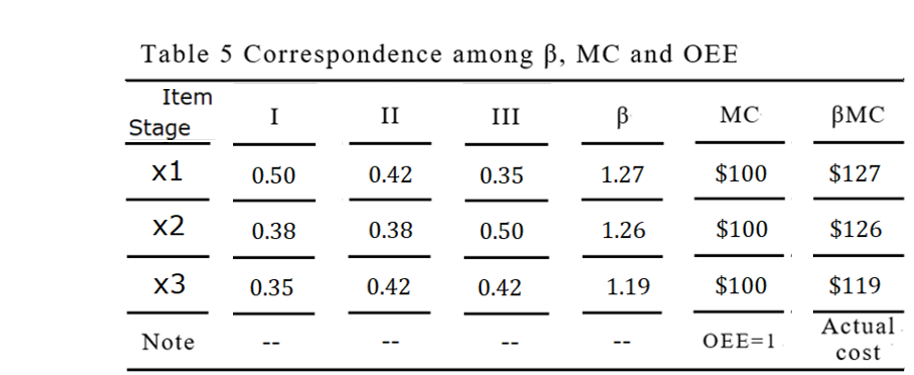 Table 5 Correspondence among β, MC and OEE
Item
Stage I II III β MC βMC
x1 0.50 0.42 0.35 1.27 $100 $127
x2 0.38 0.38 0.50 1.26 $100 $126
x3 0.35 0.42 0.42 1.19 $100 $119
Note -- -- -- -- OEE=1 Actual
cost